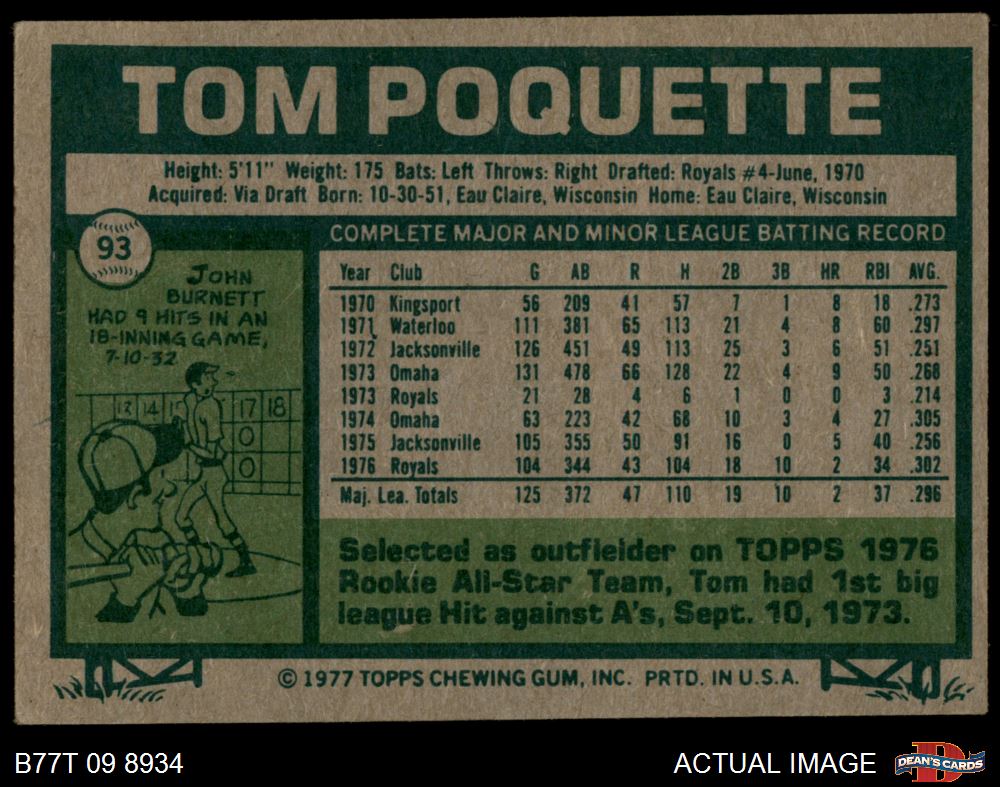 TOM POQUETTE
Height: 5'11" Weight: 175 Bats: Left Throws: Right Drafted: Royals #4-June, 1970
Acquired: Via Draft Born: 10-30-51, Eau Claire, Wisconsin Home: Eau Claire, Wisconsin
93
JOHN
BURNETT
HAD 9 HITS IN AN
18-INNING GAME,
7-10-32
13 14 17 18
0
0
COMPLETE MAJOR AND MINOR LEAGUE BATTING RECORD
Year Club G AB R H 2B 3B HR RBI AVG.
1970 Kingsport 56 209 41 57 7 1 8 18 .273
1971 Waterloo 111 381 65 113 21 4 8 60 .297
1972 Jacksonville 126 451 49 113 25 3 6 51 .251
1973 Omaha 131 478 66 128 22 4 9 50 .268
1973 Royals 21 28 4 6 1 0 0 3 .214
1974 Omaha 63 223 42 68 10 3 4 27 .305
1975 Jacksonville 105 355 50 91 16 0 5 40 .256
1976 Royals 104 344 43 104 18 10 2 34 .302
Maj. Lea. Totals 125 372 47 110 19 10 2 37 .296
Selected as outfielder on TOPPS 1976
Rookie All-Star Team, Tom had 1st big
league Hit against A's, Sept. 10, 1973.
© 1977 TOPPS CHEWING GUM, INC. PRTD. IN U.S.A.
B77T 09 8934
ACTUAL IMAGE
DEAN'S CARDS